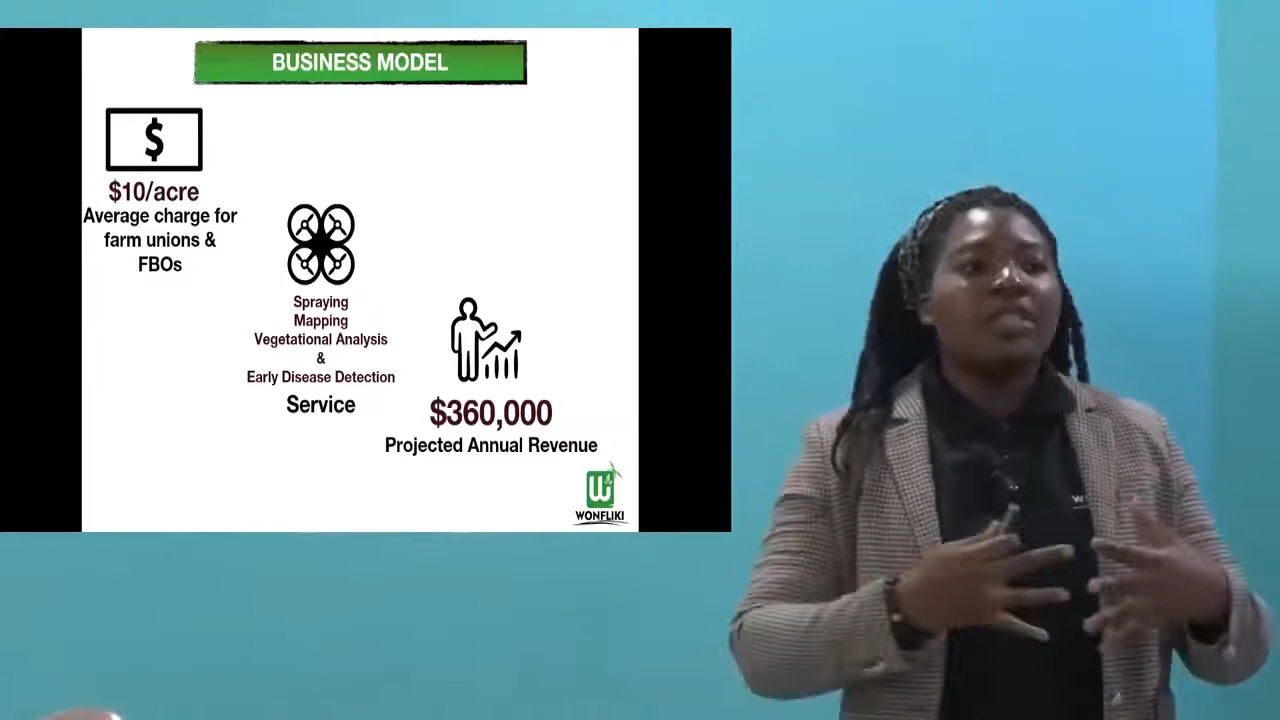 BUSINESS MODEL
$
$10/acre
Average charge for
farm unions &
FBOs
Spraying
Mapping
Vegetational Analysis
&
Early Disease Detection
Service
$360,000
Projected Annual Revenue
W
WONFLIKI